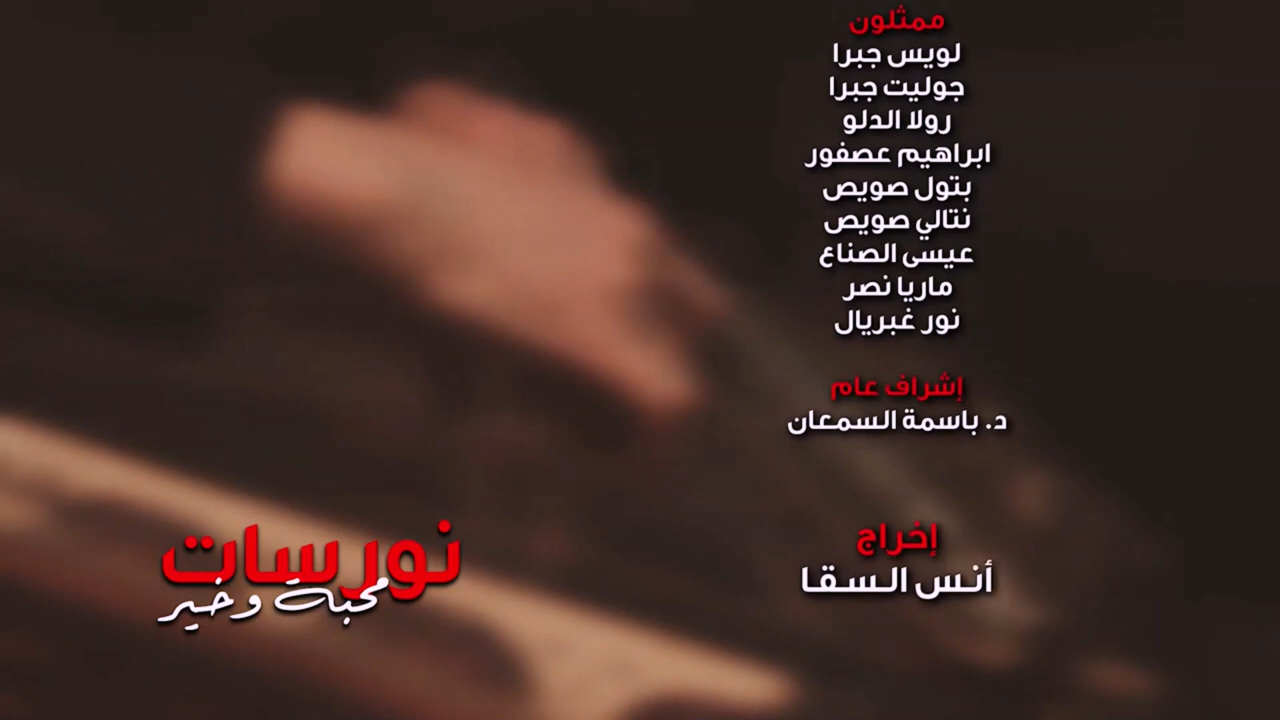 ممثلون
لويس جبرا
جوليت جبرا
رولا الدلو
ابراهيم عصفور
بتول صويص
نتالي صويص
عيسى الصناع
ماريا نصر
نور غبريال
إشراف عام
د. باسمة السمعان
إخراج
أنس السقا
نورسات
محبة وخير